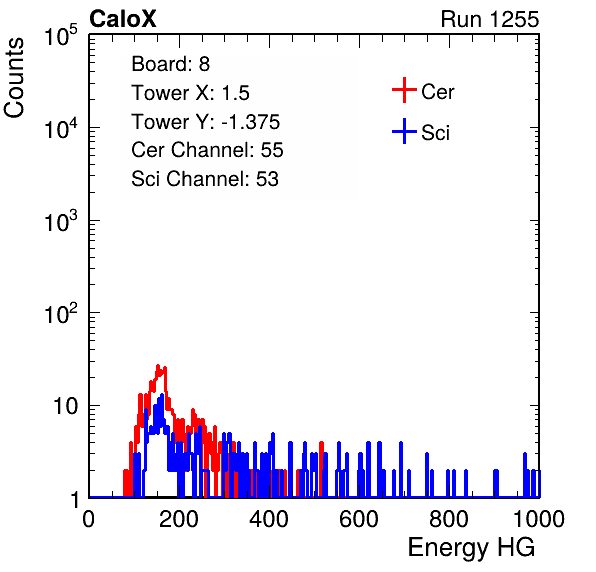 CaloX Run 1255
Counts
10^5
10^4
10^3
10^2
10
1
Board: 8
Tower X: 1.5
Tower Y: -1.375
Cer Channel: 55
Sci Channel: 53
Cer
Sci
0 200 400 600 800 1000
Energy HG